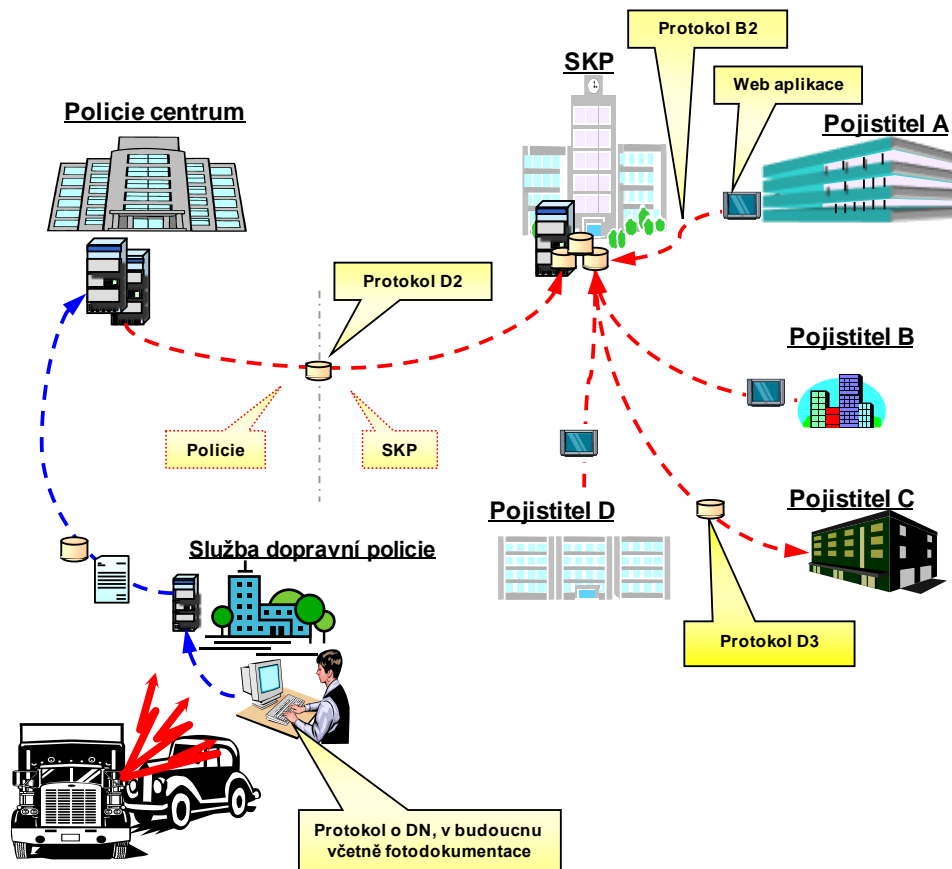 Protokol B2
SKP
Web aplikace
Policie centrum
Pojistitel A
Protokol D2
Pojistitel B
Policie
SKP
Pojistitel C
Pojistitel D
Služba dopravní policie
Protokol D3
Protokol o DN, v budoucnu
včetně fotodokumentace